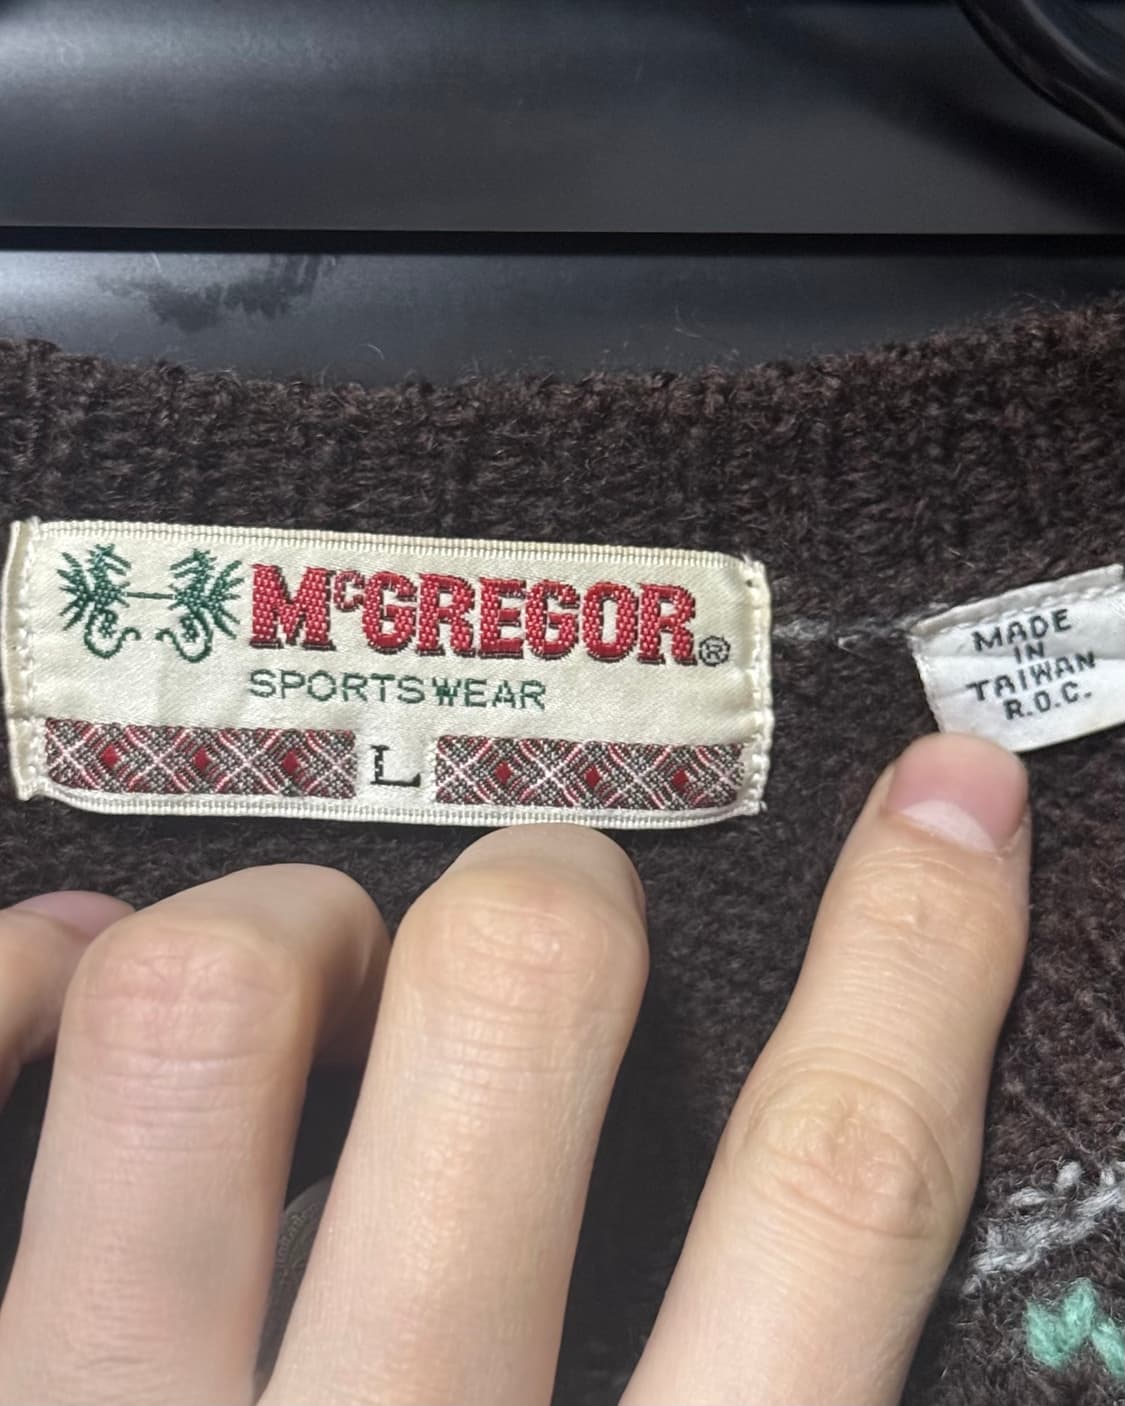 McGREGOR®
SPORTSWEAR
L
MADE
IN
TAIWAN
R.O.C.